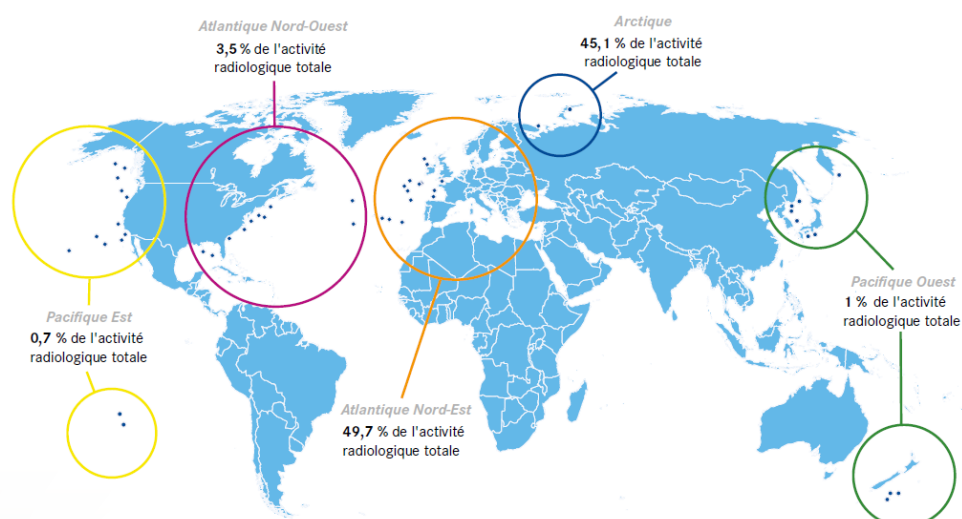 Atlantique Nord-Ouest
3,5 % de l'activité
radiologique totale
Arctique
45,1 % de l'activité
radiologique totale
Pacifique Est
0,7 % de l'activité
radiologique totale
Atlantique Nord-Est
49,7 % de l'activité
radiologique totale
Pacifique Ouest
1 % de l'activité
radiologique totale